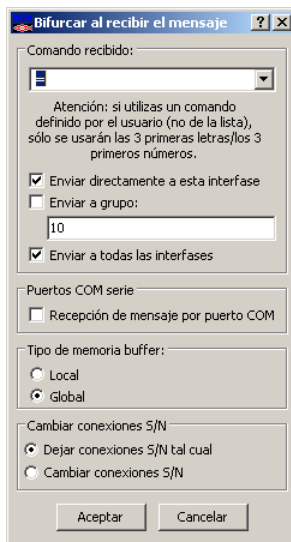 Bifurcar al recibir el mensaje
Comando recibido:
=
Atención: si utilizas un comando
definido por el usuario (no de la lista),
sólo se usarán las 3 primeras letras/los 3
primeros números.
Enviar directamente a esta interfase
Enviar a grupo:
10
Enviar a todas las interfases
Puertos COM serie
Recepción de mensaje por puerto COM
Tipo de memoria buffer:
Local
Global
Cambiar conexiones S/N
Dejar conexiones S/N tal cual
Cambiar conexiones S/N
Aceptar
Cancelar